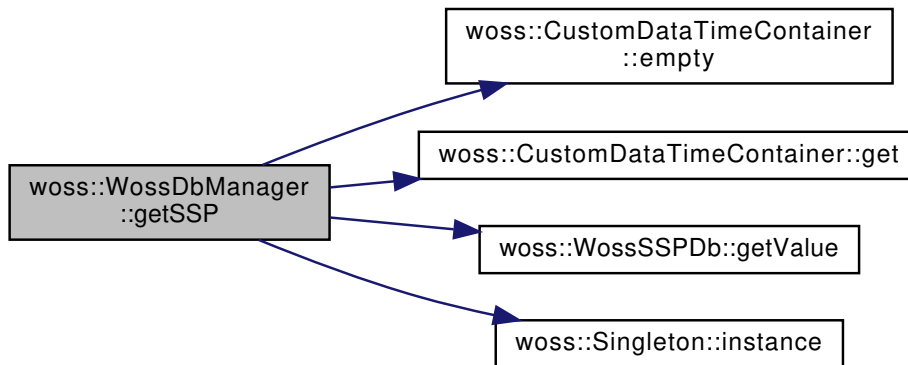 woss::WossDbManager
::getSSP
woss::CustomDataTimeContainer
::empty
woss::CustomDataTimeContainer::get
woss::WossSSPDb::getValue
woss::Singleton::instance